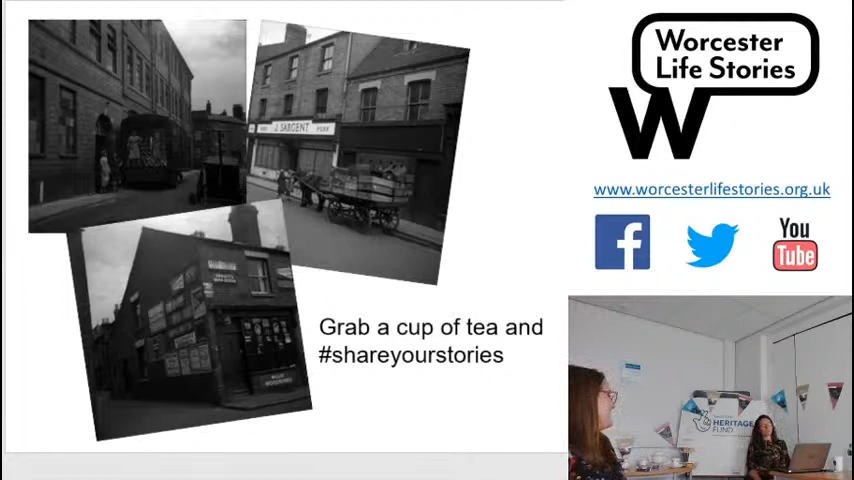 J. SARGENT
Grab a cup of tea and
#shareyourstories
Worcester
Life Stories
W
www.worcesterlifestories.org.uk
f
You
Tube
HERITAGE
FUND